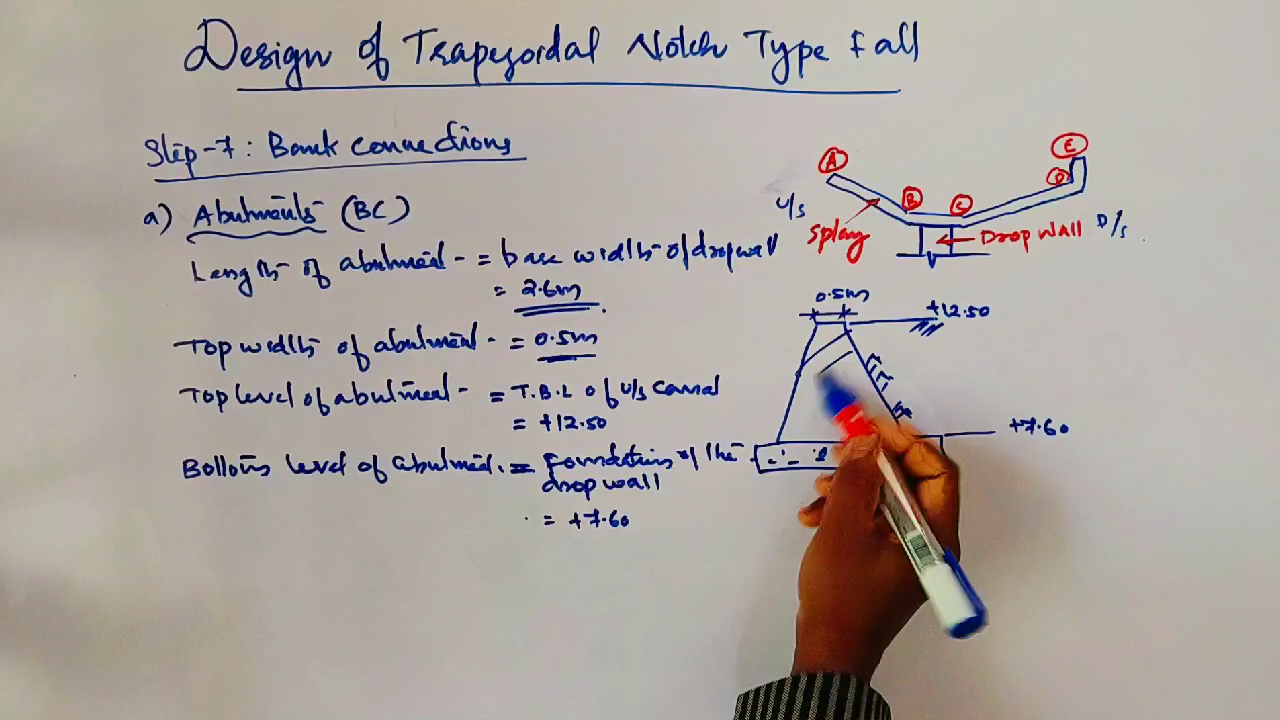 Design of Trapezoidal Notch Type Fall
Step-7: Bank connections
a) Abutments (BC)
Length of abutment = base width of drop wall
= 2.6m
Top width of abutment = 0.5m
Top level of abutment = T.B.L of U/s Canal
= +12.50
Bottom level of abutment = foundation of the
drop wall
= +7.60
A
B
C
D
E
U/s
Splay
Drop wall
D/s
0.5m
+12.50
+7.60